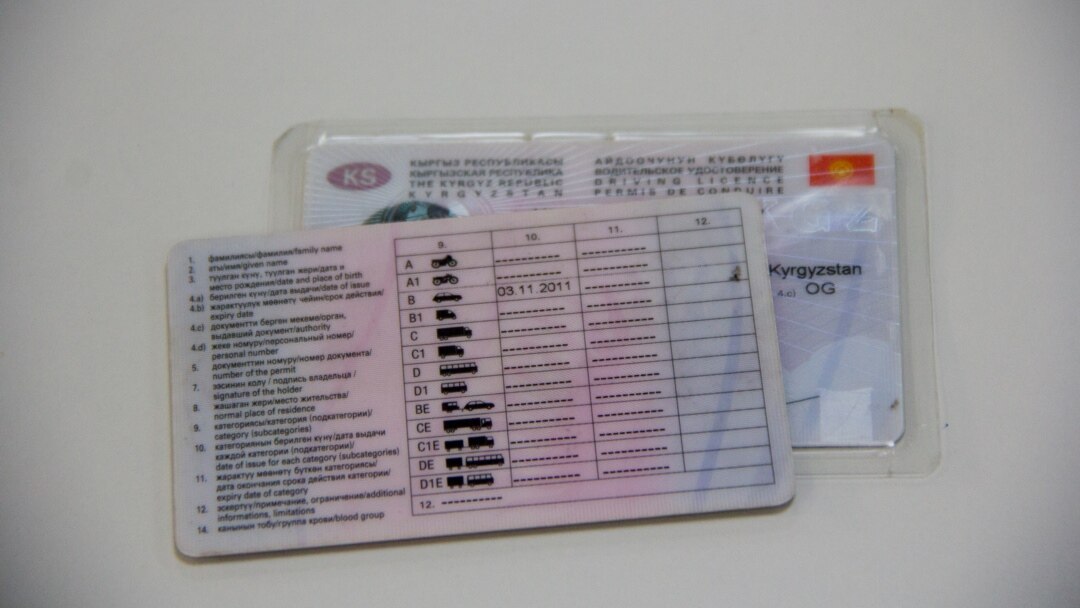 KS
КЫРГЫЗ РЕСПУБЛИКАСЫ
КЫРГЫЗСКАЯ РЕСПУБЛИКА
THE KYRGYZ REPUBLIC
KYRGYZSTAN
АЙДООЧУНУН КҮБӨЛҮГҮ
ВОДИТЕЛЬСКОЕ УДОСТОВЕРЕНИЕ
DRIVING LICENCE
PERMIS DE CONDUIRE
Kyrgyzstan
4.c) OG
1. фамилиясы/фамилия/family name
2. аты/имя/given name
3. туулган күнү, туулган жери/дата и
место рождения/date and place of birth
4.a) берилген күнү/дата выдачи/date of issue
4.b) жарактуулук мөөнөтү чейин/срок действия/
expiry date
4.c) документти берген мекеме/орган,
выдавший документ/authority
4.d) жеке номуру/персональный номер/
personal number
5. документтин номуру/номер документа/
number of the permit
7. ээсинин колу / подпись владельца /
signature of the holder
8. жашаган жери/место жительства/
normal place of residence
9. категориясы/категория (подкатегории)/
category (subcategories)
10. категориянын берилген күнү/дата выдачи
каждой категории (подкатегории)/
date of issue for each category (subcategories)
11. жарактуу мөөнөтү бүткөн категориясы/
дата окончания срока действия категории/
expiry date of category
12. эскертүү/примечание, ограничение/additional
informations, limitations
14. канынын тобу/группа крови/blood group
9. 10. 11. 12.
A
A1
B 03.11.2011
B1
C
C1
D
D1
BE
CE
C1E
DE
D1E
12.